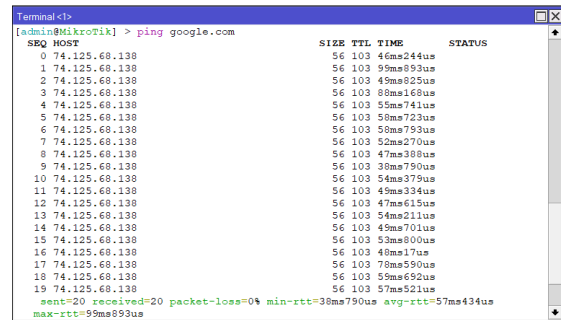 Terminal <1>
[admin@MikroTik] > ping google.com
SEQ HOST SIZE TTL TIME STATUS
0 74.125.68.138 56 103 46ms244us
1 74.125.68.138 56 103 99ms893us
2 74.125.68.138 56 103 49ms825us
3 74.125.68.138 56 103 88ms168us
4 74.125.68.138 56 103 55ms741us
5 74.125.68.138 56 103 58ms723us
6 74.125.68.138 56 103 58ms793us
7 74.125.68.138 56 103 52ms270us
8 74.125.68.138 56 103 47ms388us
9 74.125.68.138 56 103 38ms790us
10 74.125.68.138 56 103 54ms379us
11 74.125.68.138 56 103 49ms334us
12 74.125.68.138 56 103 47ms615us
13 74.125.68.138 56 103 54ms211us
14 74.125.68.138 56 103 49ms701us
15 74.125.68.138 56 103 53ms800us
16 74.125.68.138 56 103 48ms17us
17 74.125.68.138 56 103 78ms590us
18 74.125.68.138 56 103 59ms692us
19 74.125.68.138 56 103 57ms521us
sent=20 received=20 packet-loss=0% min-rtt=38ms790us avg-rtt=57ms434us
max-rtt=99ms893us